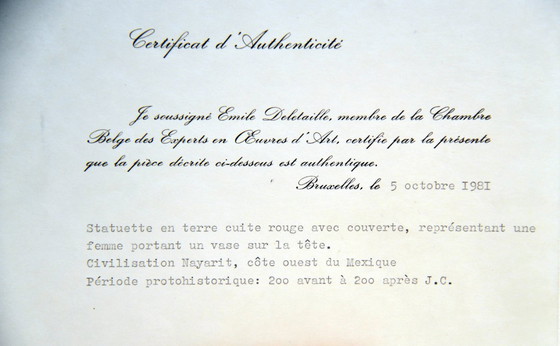 Certificat d'Authenticité
Je soussigné Emile Deletaille, membre de la Chambre
Belge des Experts en Œuvres d'Art, certifie par la présente
que la pièce décrite ci-dessous est authentique.
Bruxelles, le 5 octobre I98I
Statuette en terre cuite rouge avec couverte, représentant une
femme portant un vase sur la tête.
Civilisation Nayarit, côte ouest du Mexique
Période protohistorique: 2oo avant à 2oo après J.C.